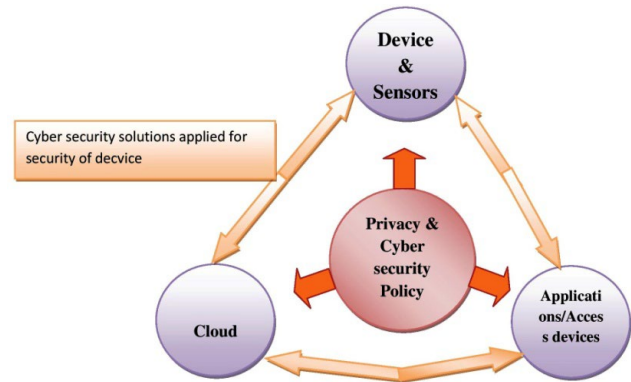 Device
&
Sensors
Cyber security solutions applied for
security of decvice
Privacy &
Cyber
security
Policy
Cloud
Applicati
ons/Acces
s devices